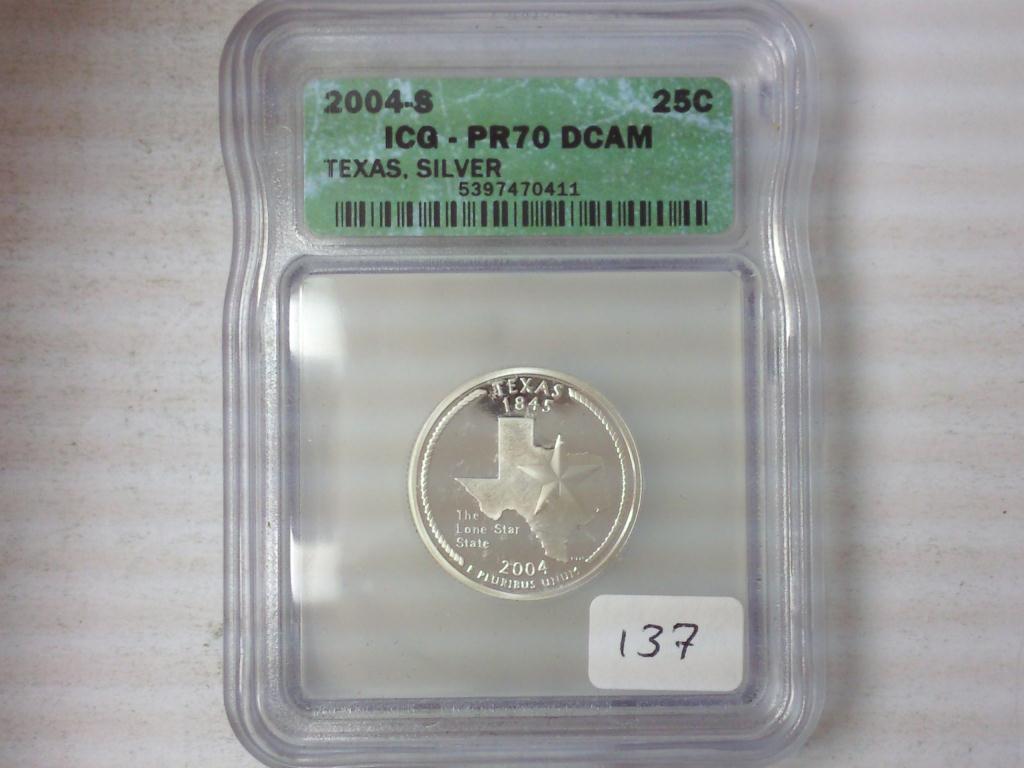 2004-S 25C
ICG - PR70 DCAM
TEXAS, SILVER
5397470411
TEXAS
1845
The
Lone Star
State
2004
E PLURIBUS UNUM
137